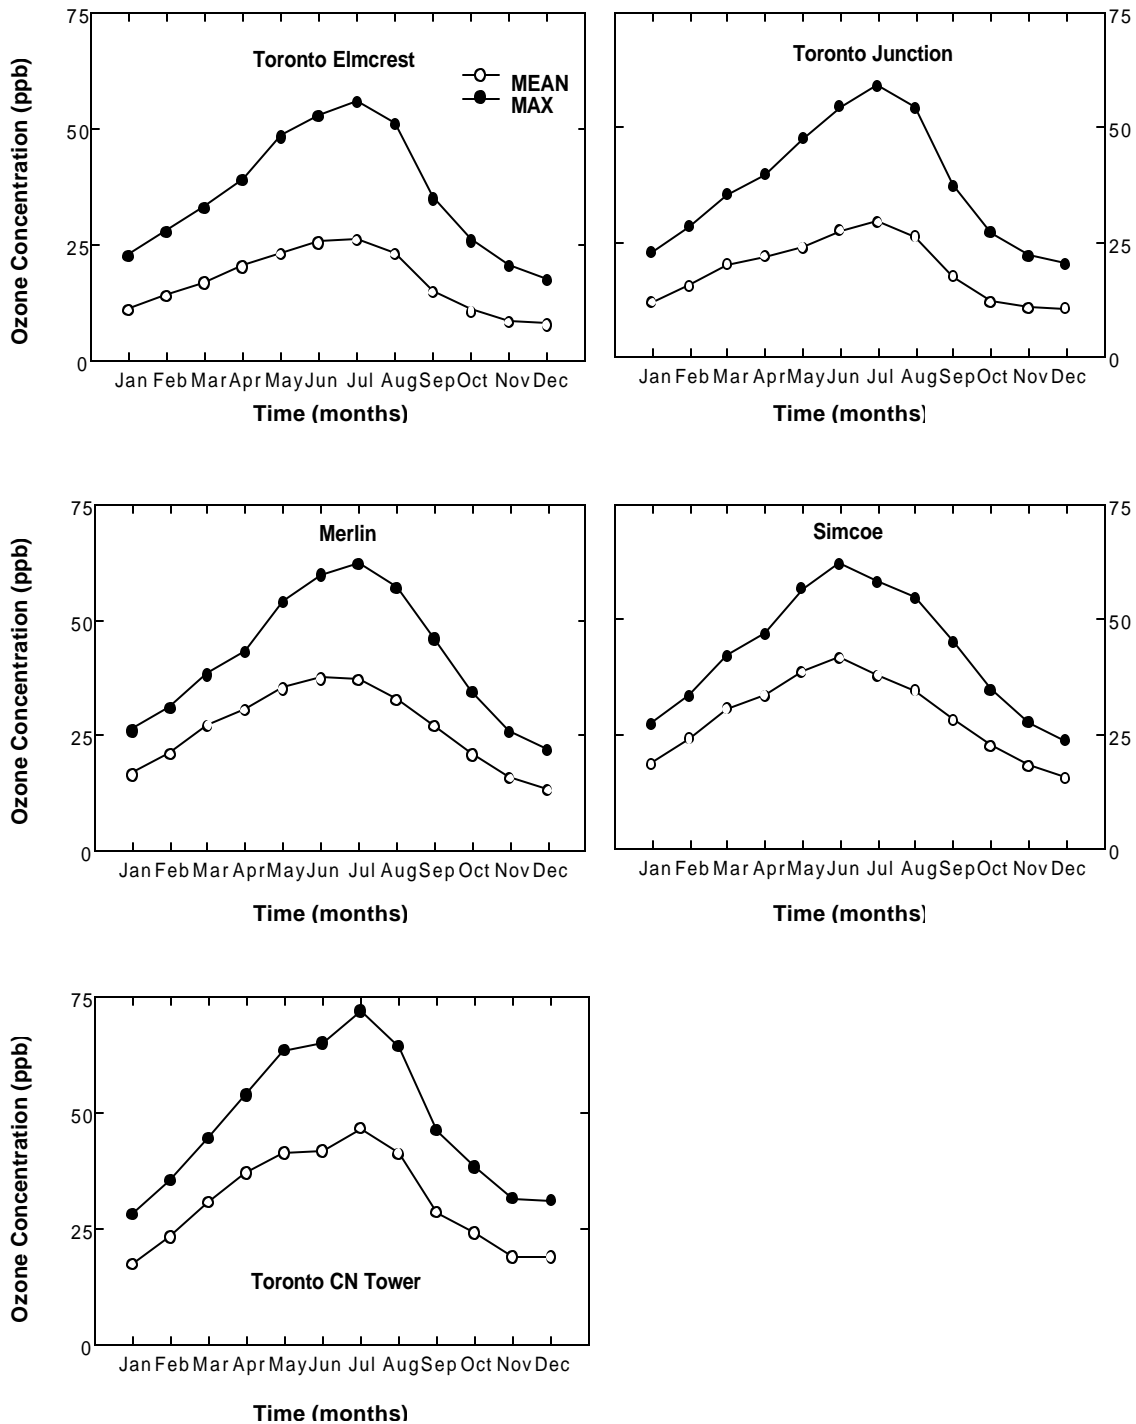 75
Toronto Elmcrest
MEAN
MAX
50
25
0
Ozone Concentration (ppb)
Jan Feb Mar Apr May Jun Jul Aug Sep Oct Nov Dec
Time (months)
75
Toronto Junction
50
25
0
Jan Feb Mar Apr May Jun Jul Aug Sep Oct Nov Dec
Time (months)
75
Merlin
50
25
0
Ozone Concentration (ppb)
Jan Feb Mar Apr May Jun Jul Aug Sep Oct Nov Dec
Time (months)
75
Simcoe
50
25
0
Jan Feb Mar Apr May Jun Jul Aug Sep Oct Nov Dec
Time (months)
75
50
25
Toronto CN Tower
0
Ozone Concentration (ppb)
Jan Feb Mar Apr May Jun Jul Aug Sep Oct Nov Dec
Time (months)